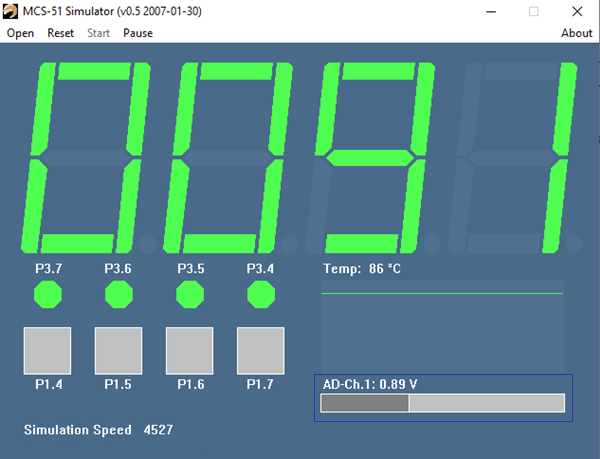 MCS-51 Simulator (v0.5 2007-01-30)
Open Reset Start Pause About
0091
P3.7 P3.6 P3.5 P3.4 Temp: 86 °C
P1.4 P1.5 P1.6 P1.7 AD-Ch.1: 0.89 V
Simulation Speed 4527